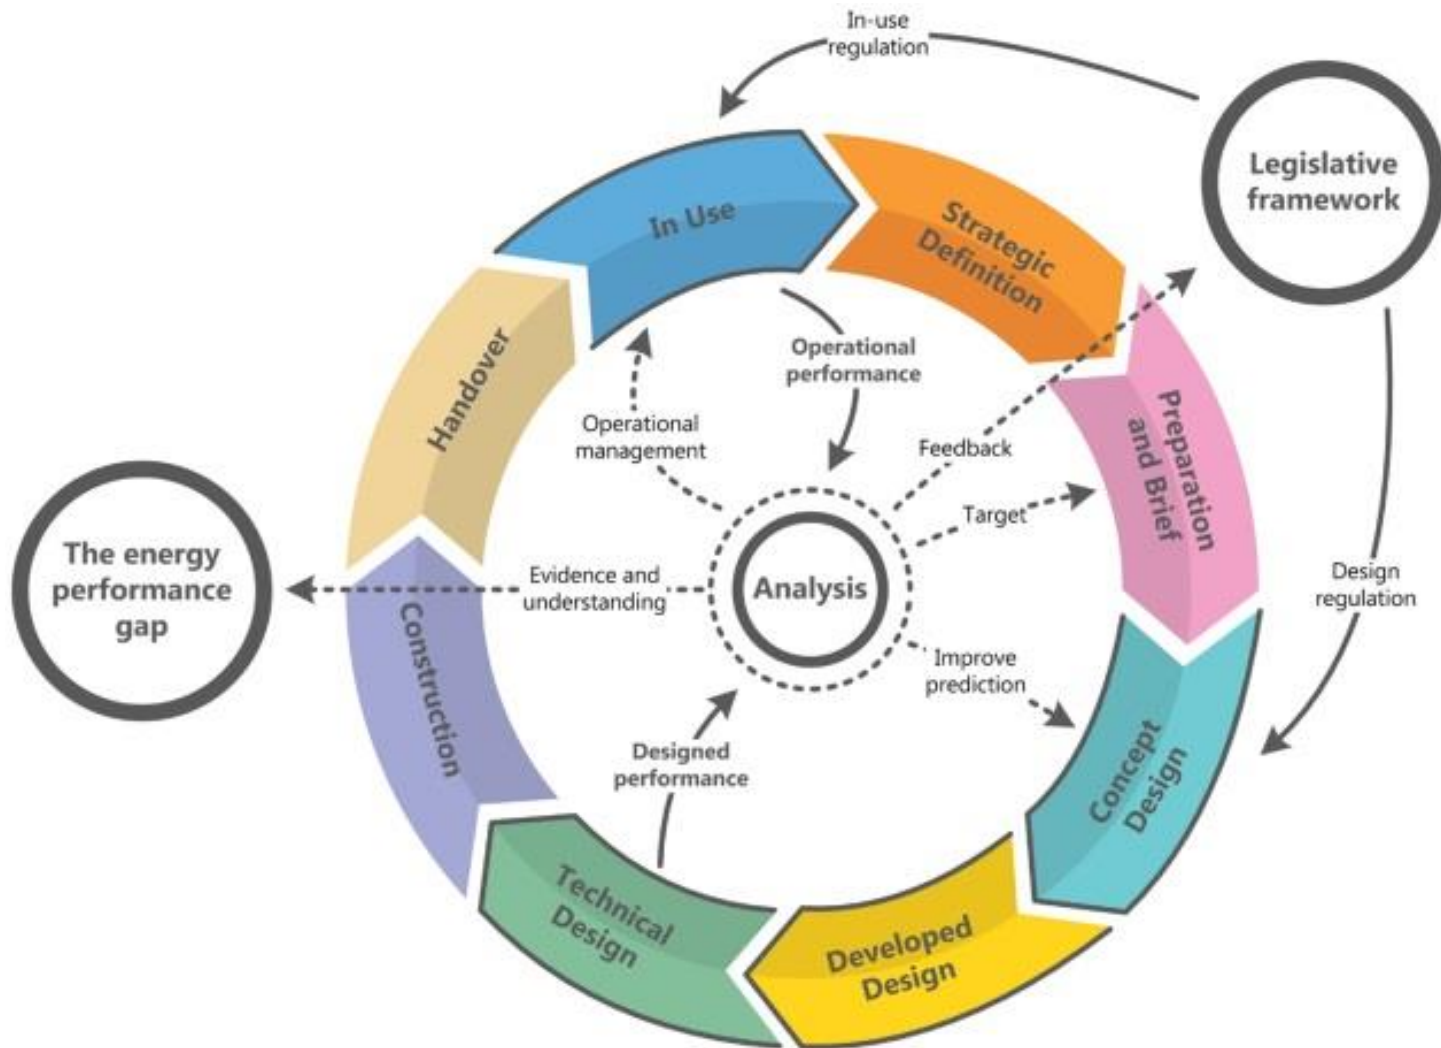 In-use
regulation
Legislative
framework
In Use
Strategic
Definition
Operational
performance
Handover
Operational
management
Feedback
Preparation
and Brief
Target
The energy
performance
gap
Evidence and
understanding
Analysis
Design
regulation
Construction
Improve
prediction
Designed
performance
Concept
Design
Technical
Design
Developed
Design